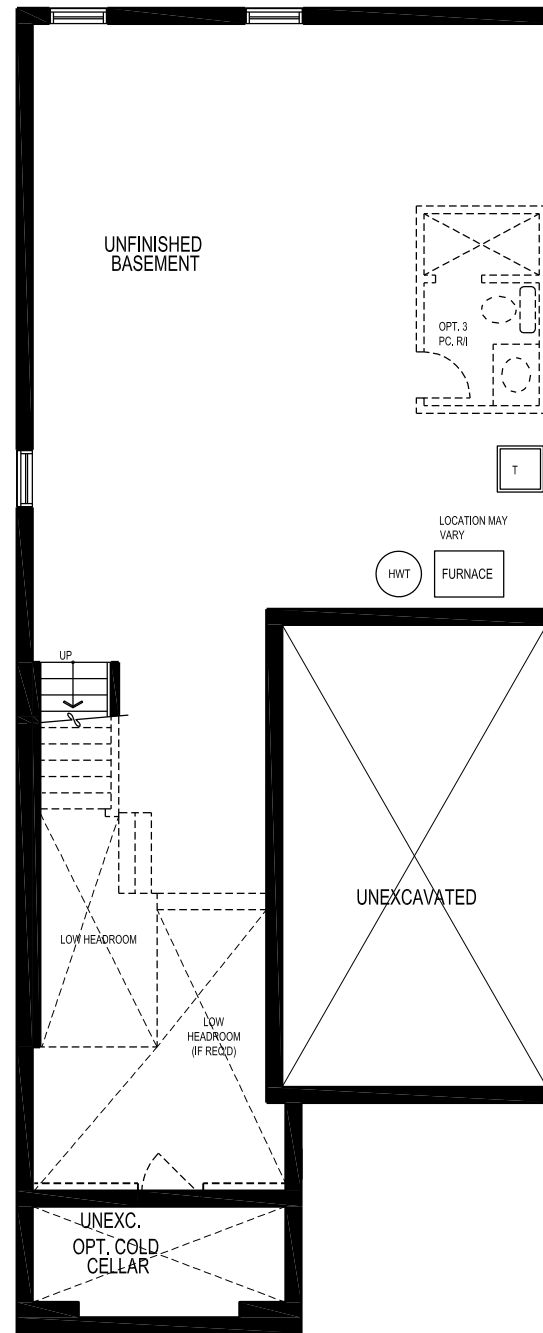 UNFINISHED
BASEMENT
OPT. 3
PC. R/I
T
LOCATION MAY
VARY
HWT
FURNACE
UP
UNEXCAVATED
LOW HEADROOM
LOW
HEADROOM
(IF REQ'D)
UNEXC.
OPT. COLD
CELLAR